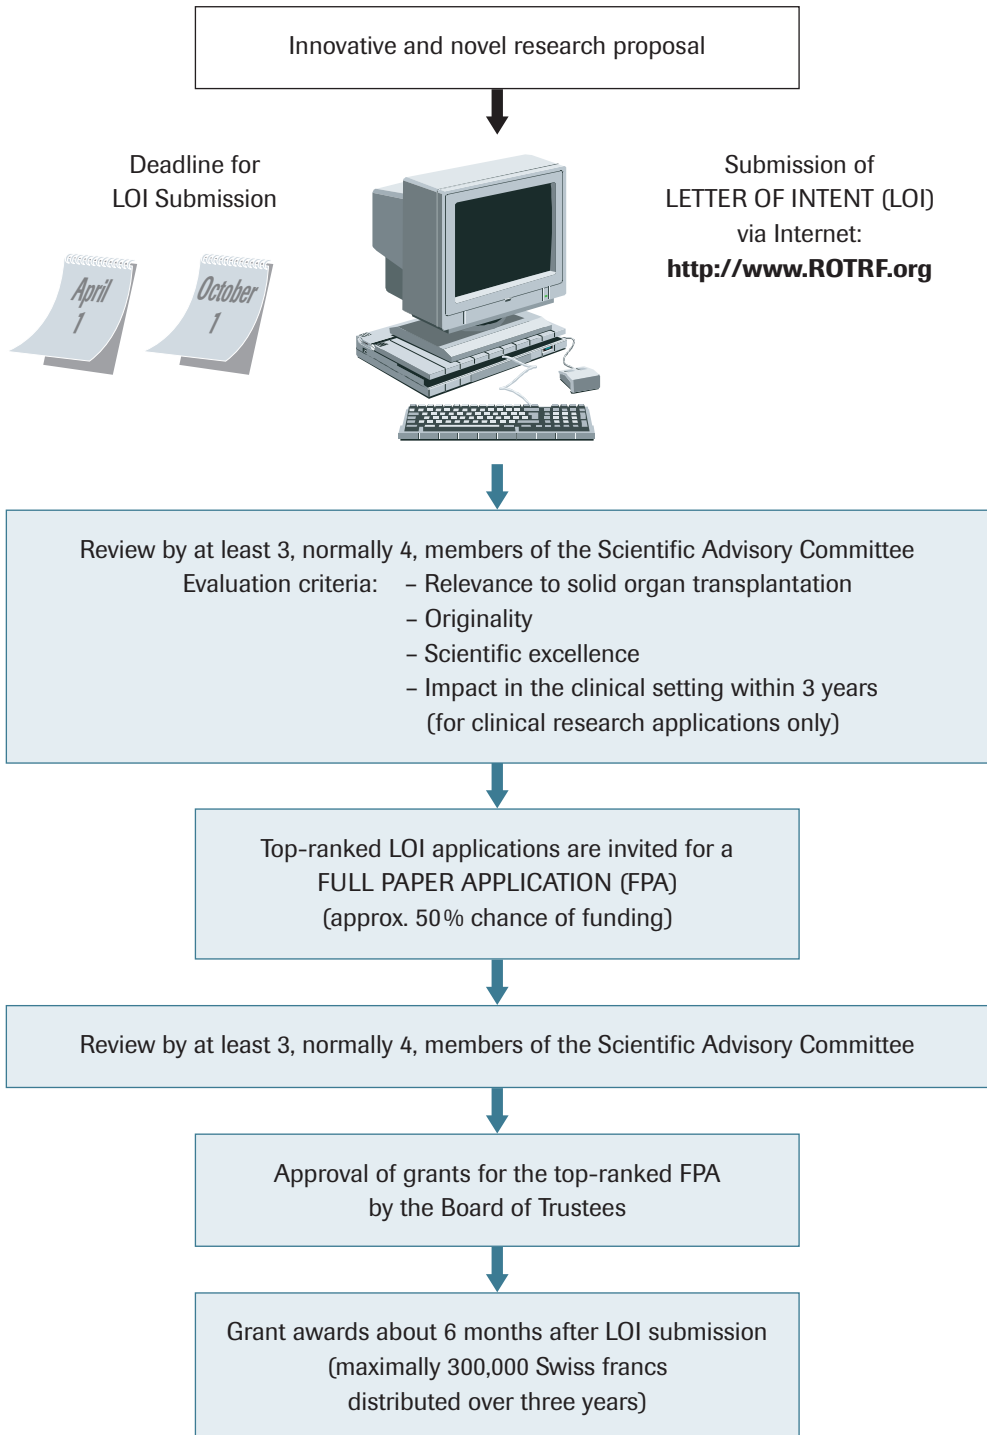 Innovative and novel research proposal
Deadline for
LOI Submission
April
1
October
1
Submission of
LETTER OF INTENT (LOI)
via Internet:
http://www.ROTRF.org
Review by at least 3, normally 4, members of the Scientific Advisory Committee
Evaluation criteria: – Relevance to solid organ transplantation
– Originality
– Scientific excellence
– Impact in the clinical setting within 3 years
(for clinical research applications only)
Top-ranked LOI applications are invited for a
FULL PAPER APPLICATION (FPA)
(approx. 50% chance of funding)
Review by at least 3, normally 4, members of the Scientific Advisory Committee
Approval of grants for the top-ranked FPA
by the Board of Trustees
Grant awards about 6 months after LOI submission
(maximally 300,000 Swiss francs
distributed over three years)